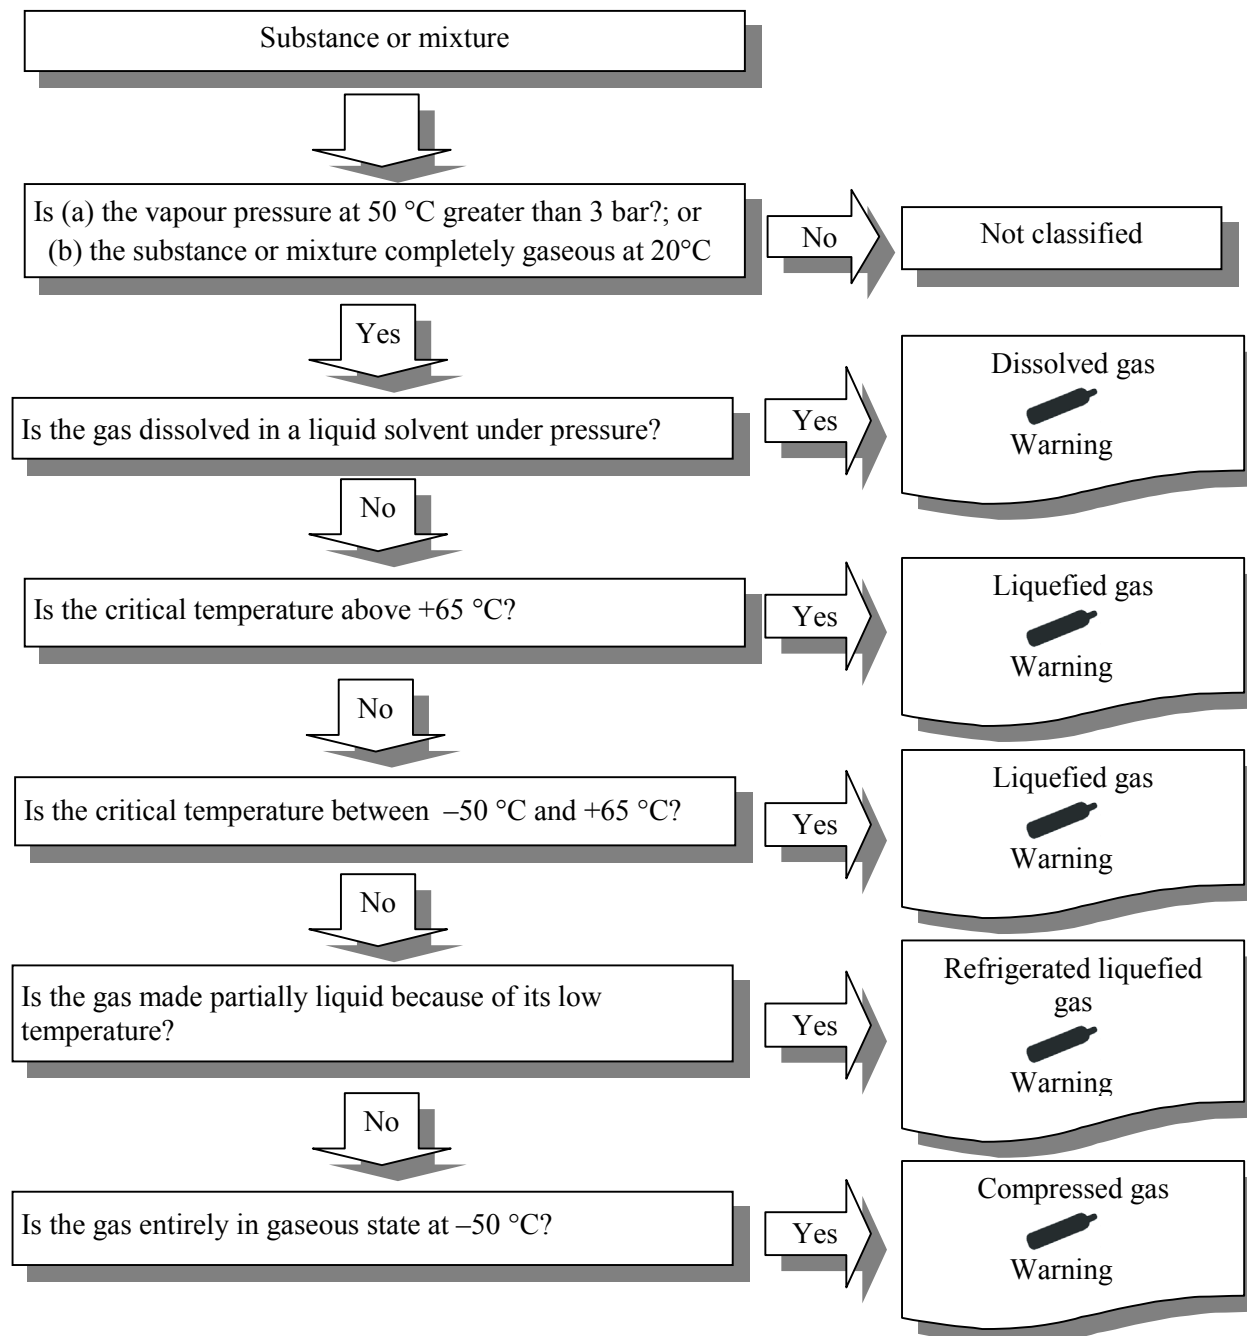 Substance or mixture
Is (a) the vapour pressure at 50 °C greater than 3 bar?; or
(b) the substance or mixture completely gaseous at 20°C
No
Not classified
Yes
Is the gas dissolved in a liquid solvent under pressure?
Yes
Dissolved gas
Warning
No
Is the critical temperature above +65 °C?
Yes
Liquefied gas
Warning
No
Is the critical temperature between –50 °C and +65 °C?
Yes
Liquefied gas
Warning
No
Is the gas made partially liquid because of its low
temperature?
Yes
Refrigerated liquefied
gas
Warning
No
Is the gas entirely in gaseous state at –50 °C?
Yes
Compressed gas
Warning